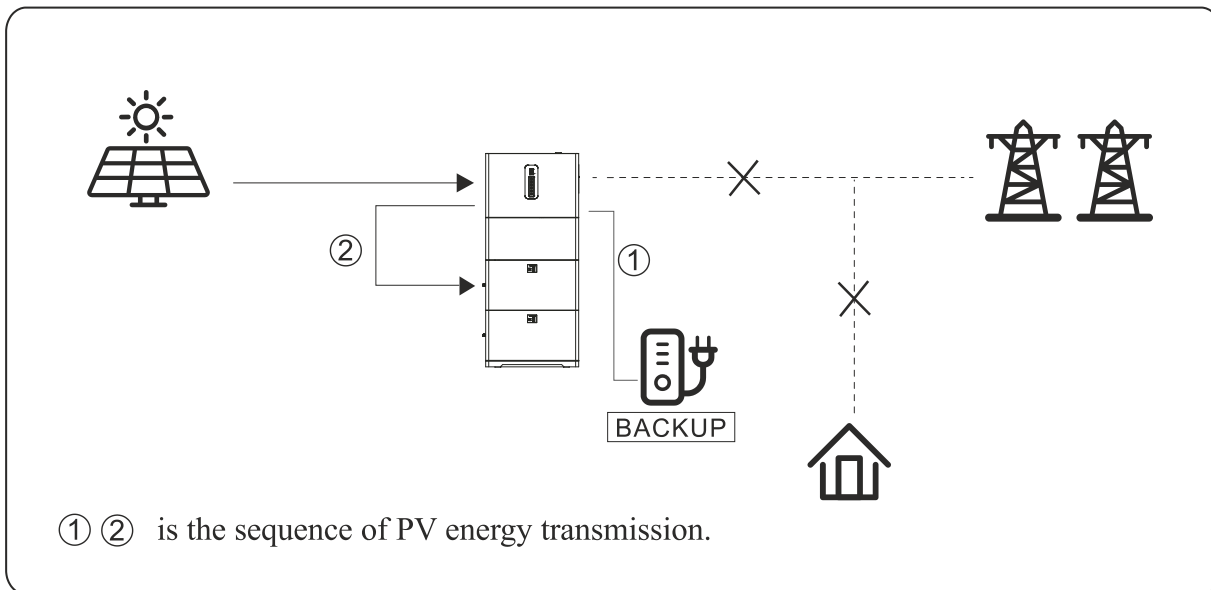 ②
①
BACKUP
① ② is the sequence of PV energy transmission.